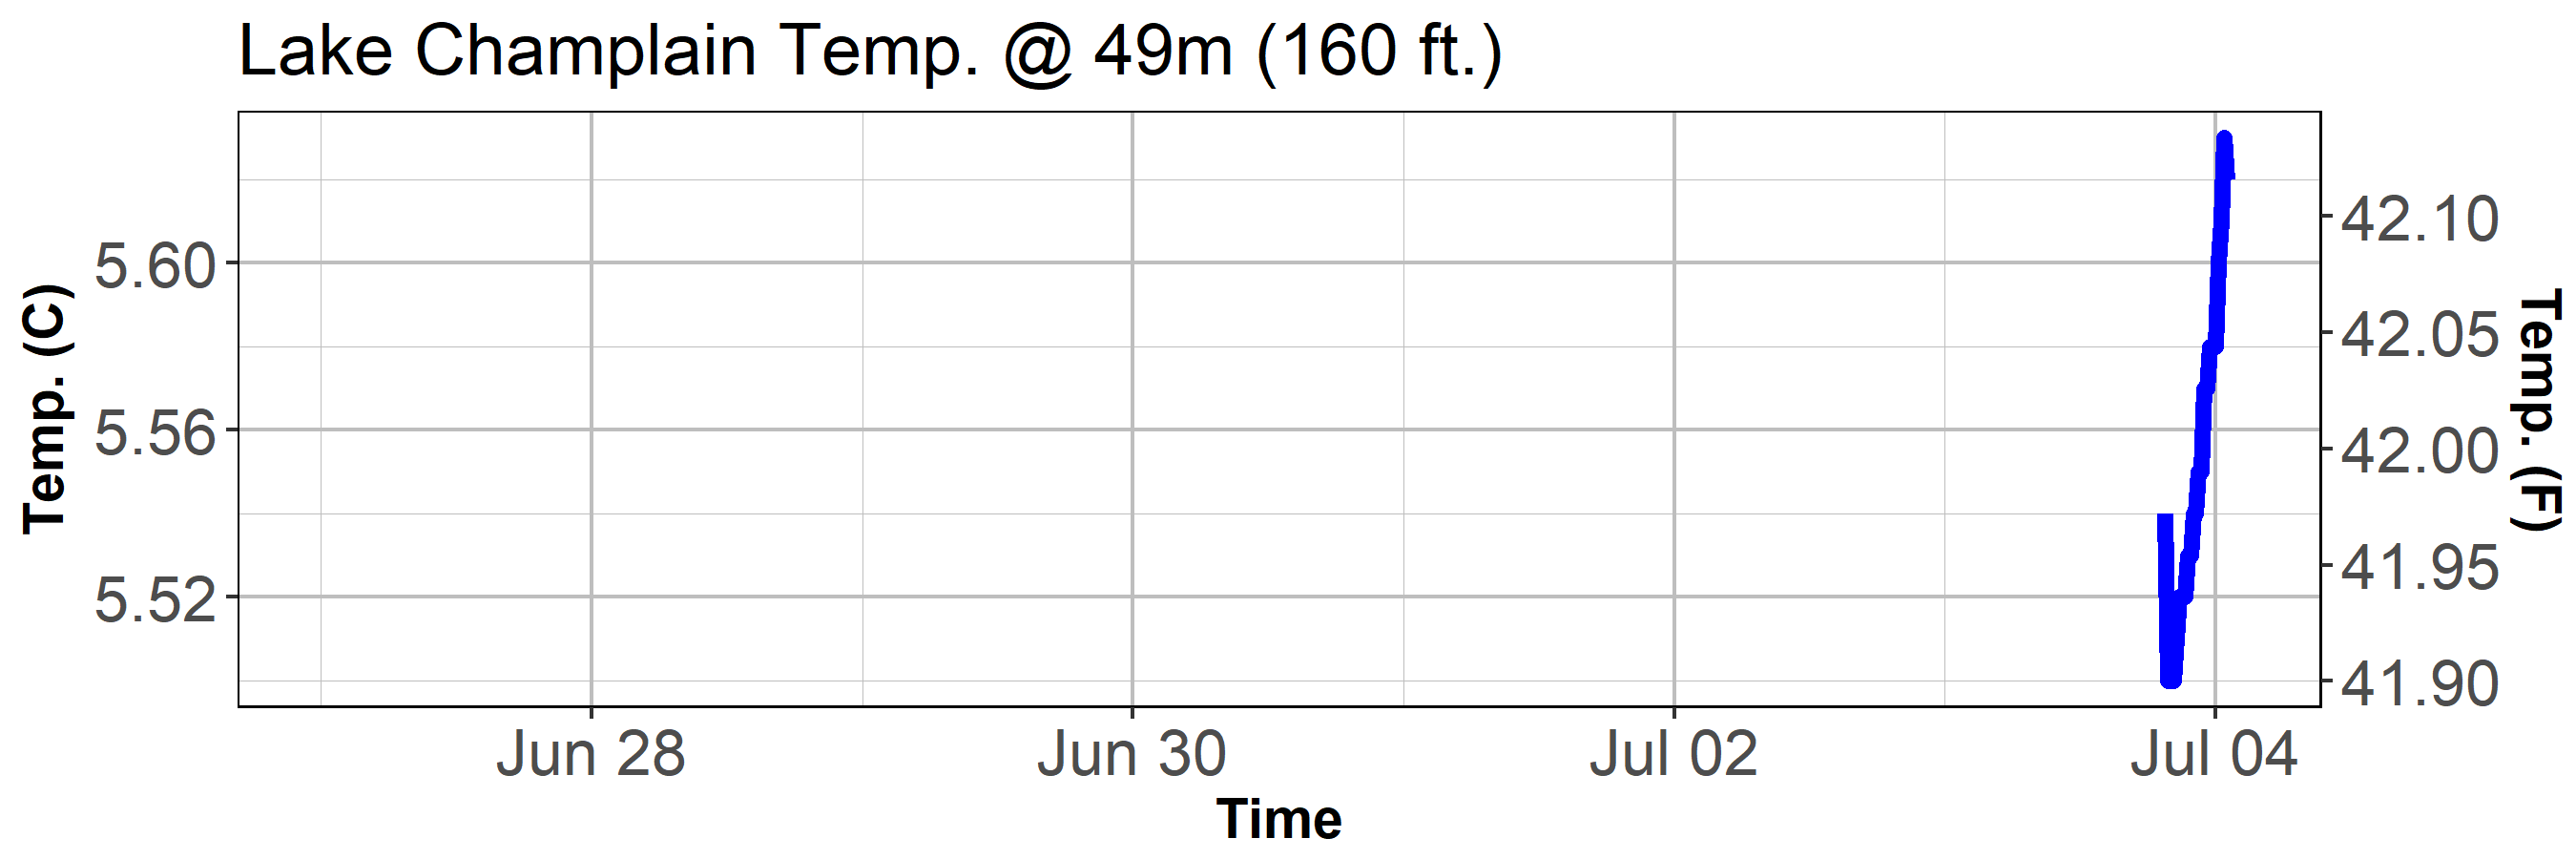 Lake Champlain Temp. @ 49m (160 ft.)
Temp. (C)
5.60
5.56
5.52
42.10
42.05
42.00
41.95
41.90
Temp. (F)
Jun 28 Jun 30 Jul 02 Jul 04
Time